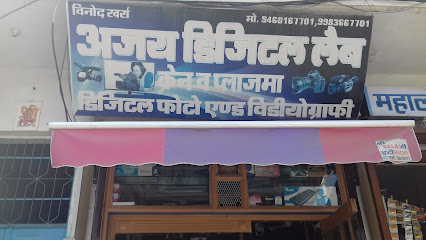 विनोद खर्रा
मो. 9460167701, 9983667701
अजय डिजिटल लैब
क्रेन व प्लाजमा
डिजिटल फोटो एण्ड विडीयोग्राफी
महाल